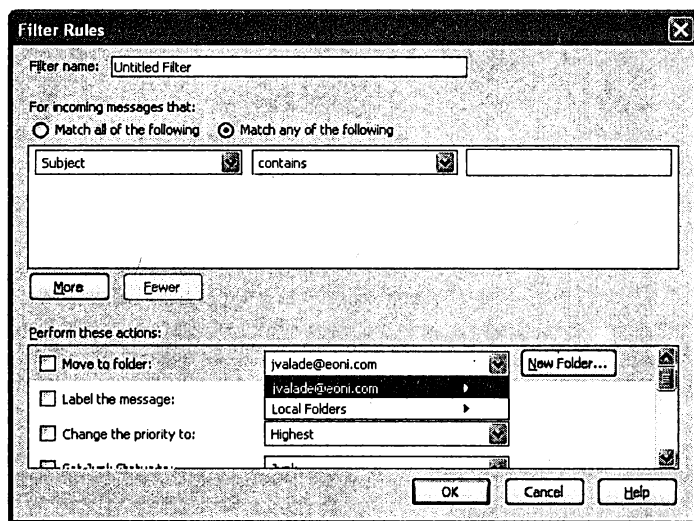 Filter Rules
Filter name: Untitled Filter
For incoming messages that:
Match all of the following Match any of the following
Subject contains
More Fewer
Perform these actions:
Move to folder: jvalade@eoni.com New Folder...
jvalade@eoni.com
Label the message: Local Folders
Change the priority to: Highest
OK Cancel Help